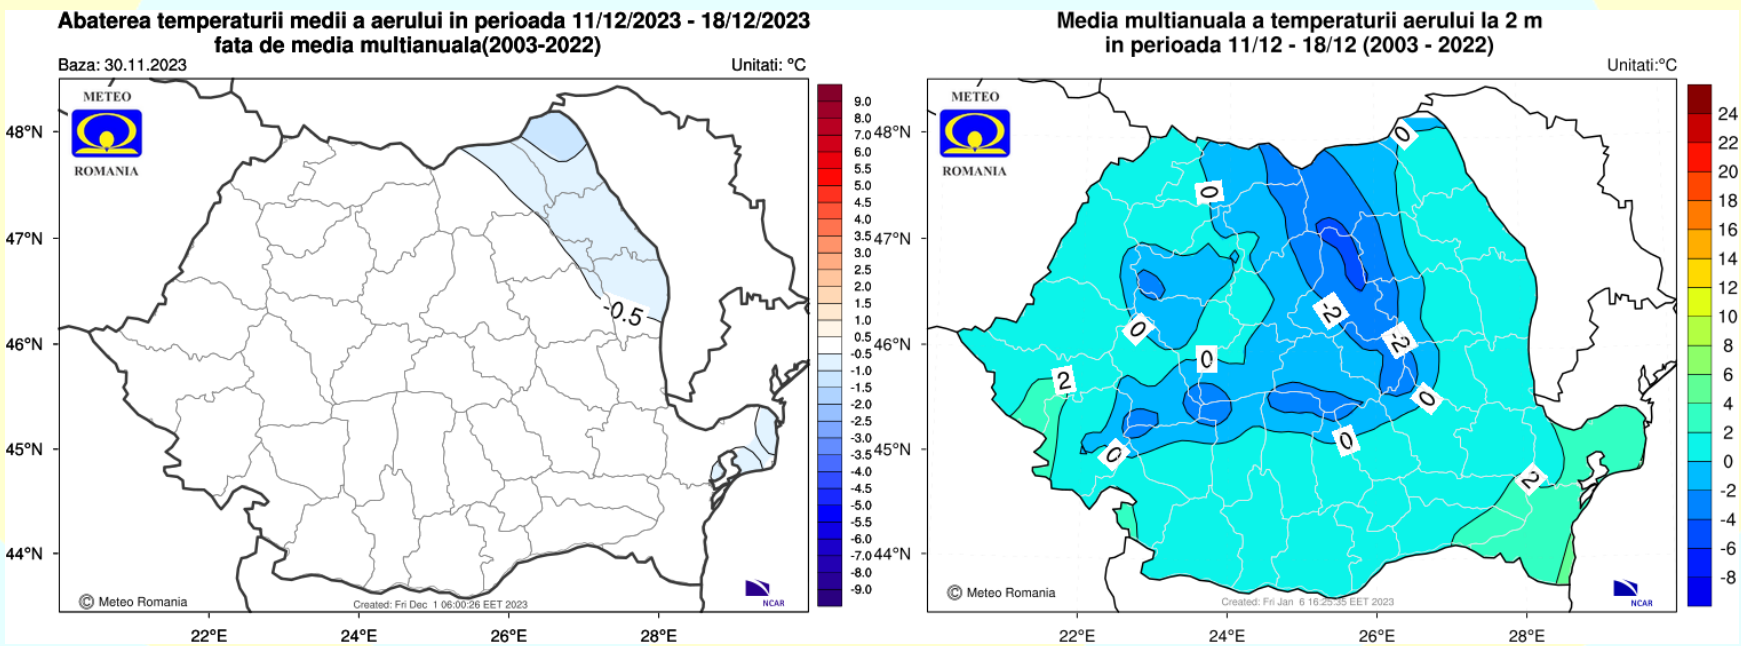 Abaterea temperaturii medii a aerului in perioada 11/12/2023 - 18/12/2023
fata de media multianuala(2003-2022)
Baza: 30.11.2023
Unitati: °C
METEO
ROMANIA
48°N
47°N
46°N
45°N
44°N
-0.5
9.0
8.0
7.0
6.0
5.5
5.0
4.5
4.0
3.5
3.0
2.5
2.0
1.5
1.0
0.5
-0.5
-1.0
-1.5
-2.0
-2.5
-3.0
-3.5
-4.0
-4.5
-5.0
-5.5
-6.0
-7.0
-8.0
-9.0
© Meteo Romania
Created: Fri Dec 1 06:00:26 EET 2023
NCAR
22°E
24°E
26°E
28°E
Media multianuala a temperaturii aerului la 2 m
in perioada 11/12 - 18/12 (2003 - 2022)
Unitati:°C
METEO
ROMANIA
48°N
47°N
46°N
45°N
44°N
0
0
-2
0
-2
0
2
0
0
0
2
24
22
20
18
16
14
12
10
8
6
4
2
0
-2
-4
-6
-8
© Meteo Romania
Created: Fri Jan 6 16:25:35 EET 2023
NCAR
22°E
24°E
26°E
28°E